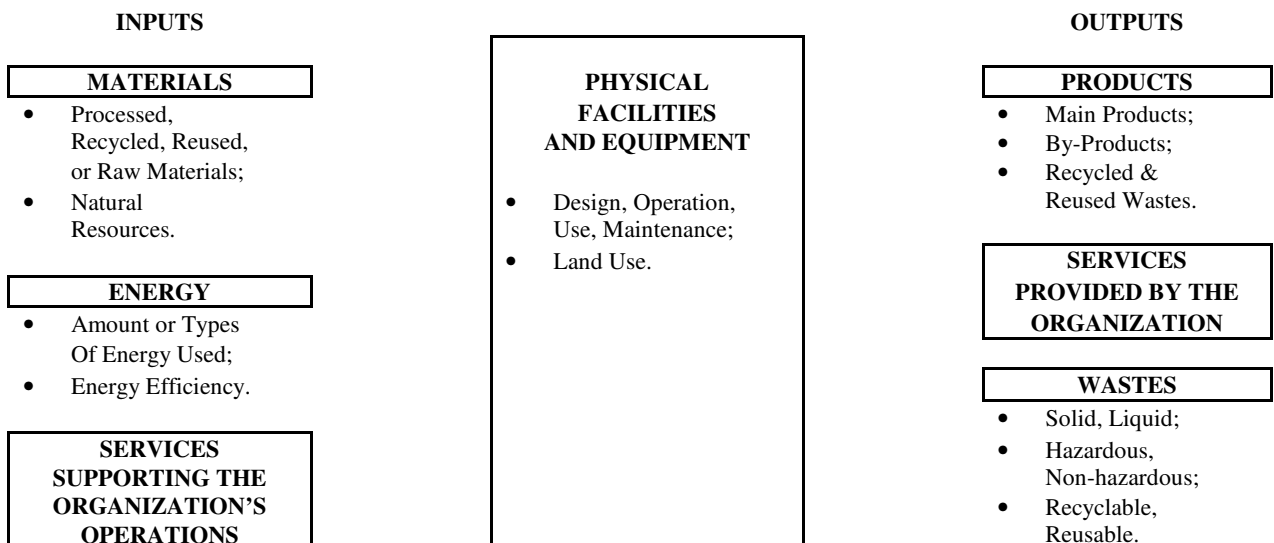 INPUTS
MATERIALS
• Processed,
Recycled, Reused,
or Raw Materials;
• Natural
Resources.
ENERGY
• Amount or Types
Of Energy Used;
• Energy Efficiency.
SERVICES
SUPPORTING THE
ORGANIZATION’S
OPERATIONS
PHYSICAL
FACILITIES
AND EQUIPMENT
• Design, Operation,
Use, Maintenance;
• Land Use.
OUTPUTS
PRODUCTS
• Main Products;
• By-Products;
• Recycled &
Reused Wastes.
SERVICES
PROVIDED BY THE
ORGANIZATION
WASTES
• Solid, Liquid;
• Hazardous,
Non-hazardous;
• Recyclable,
Reusable.